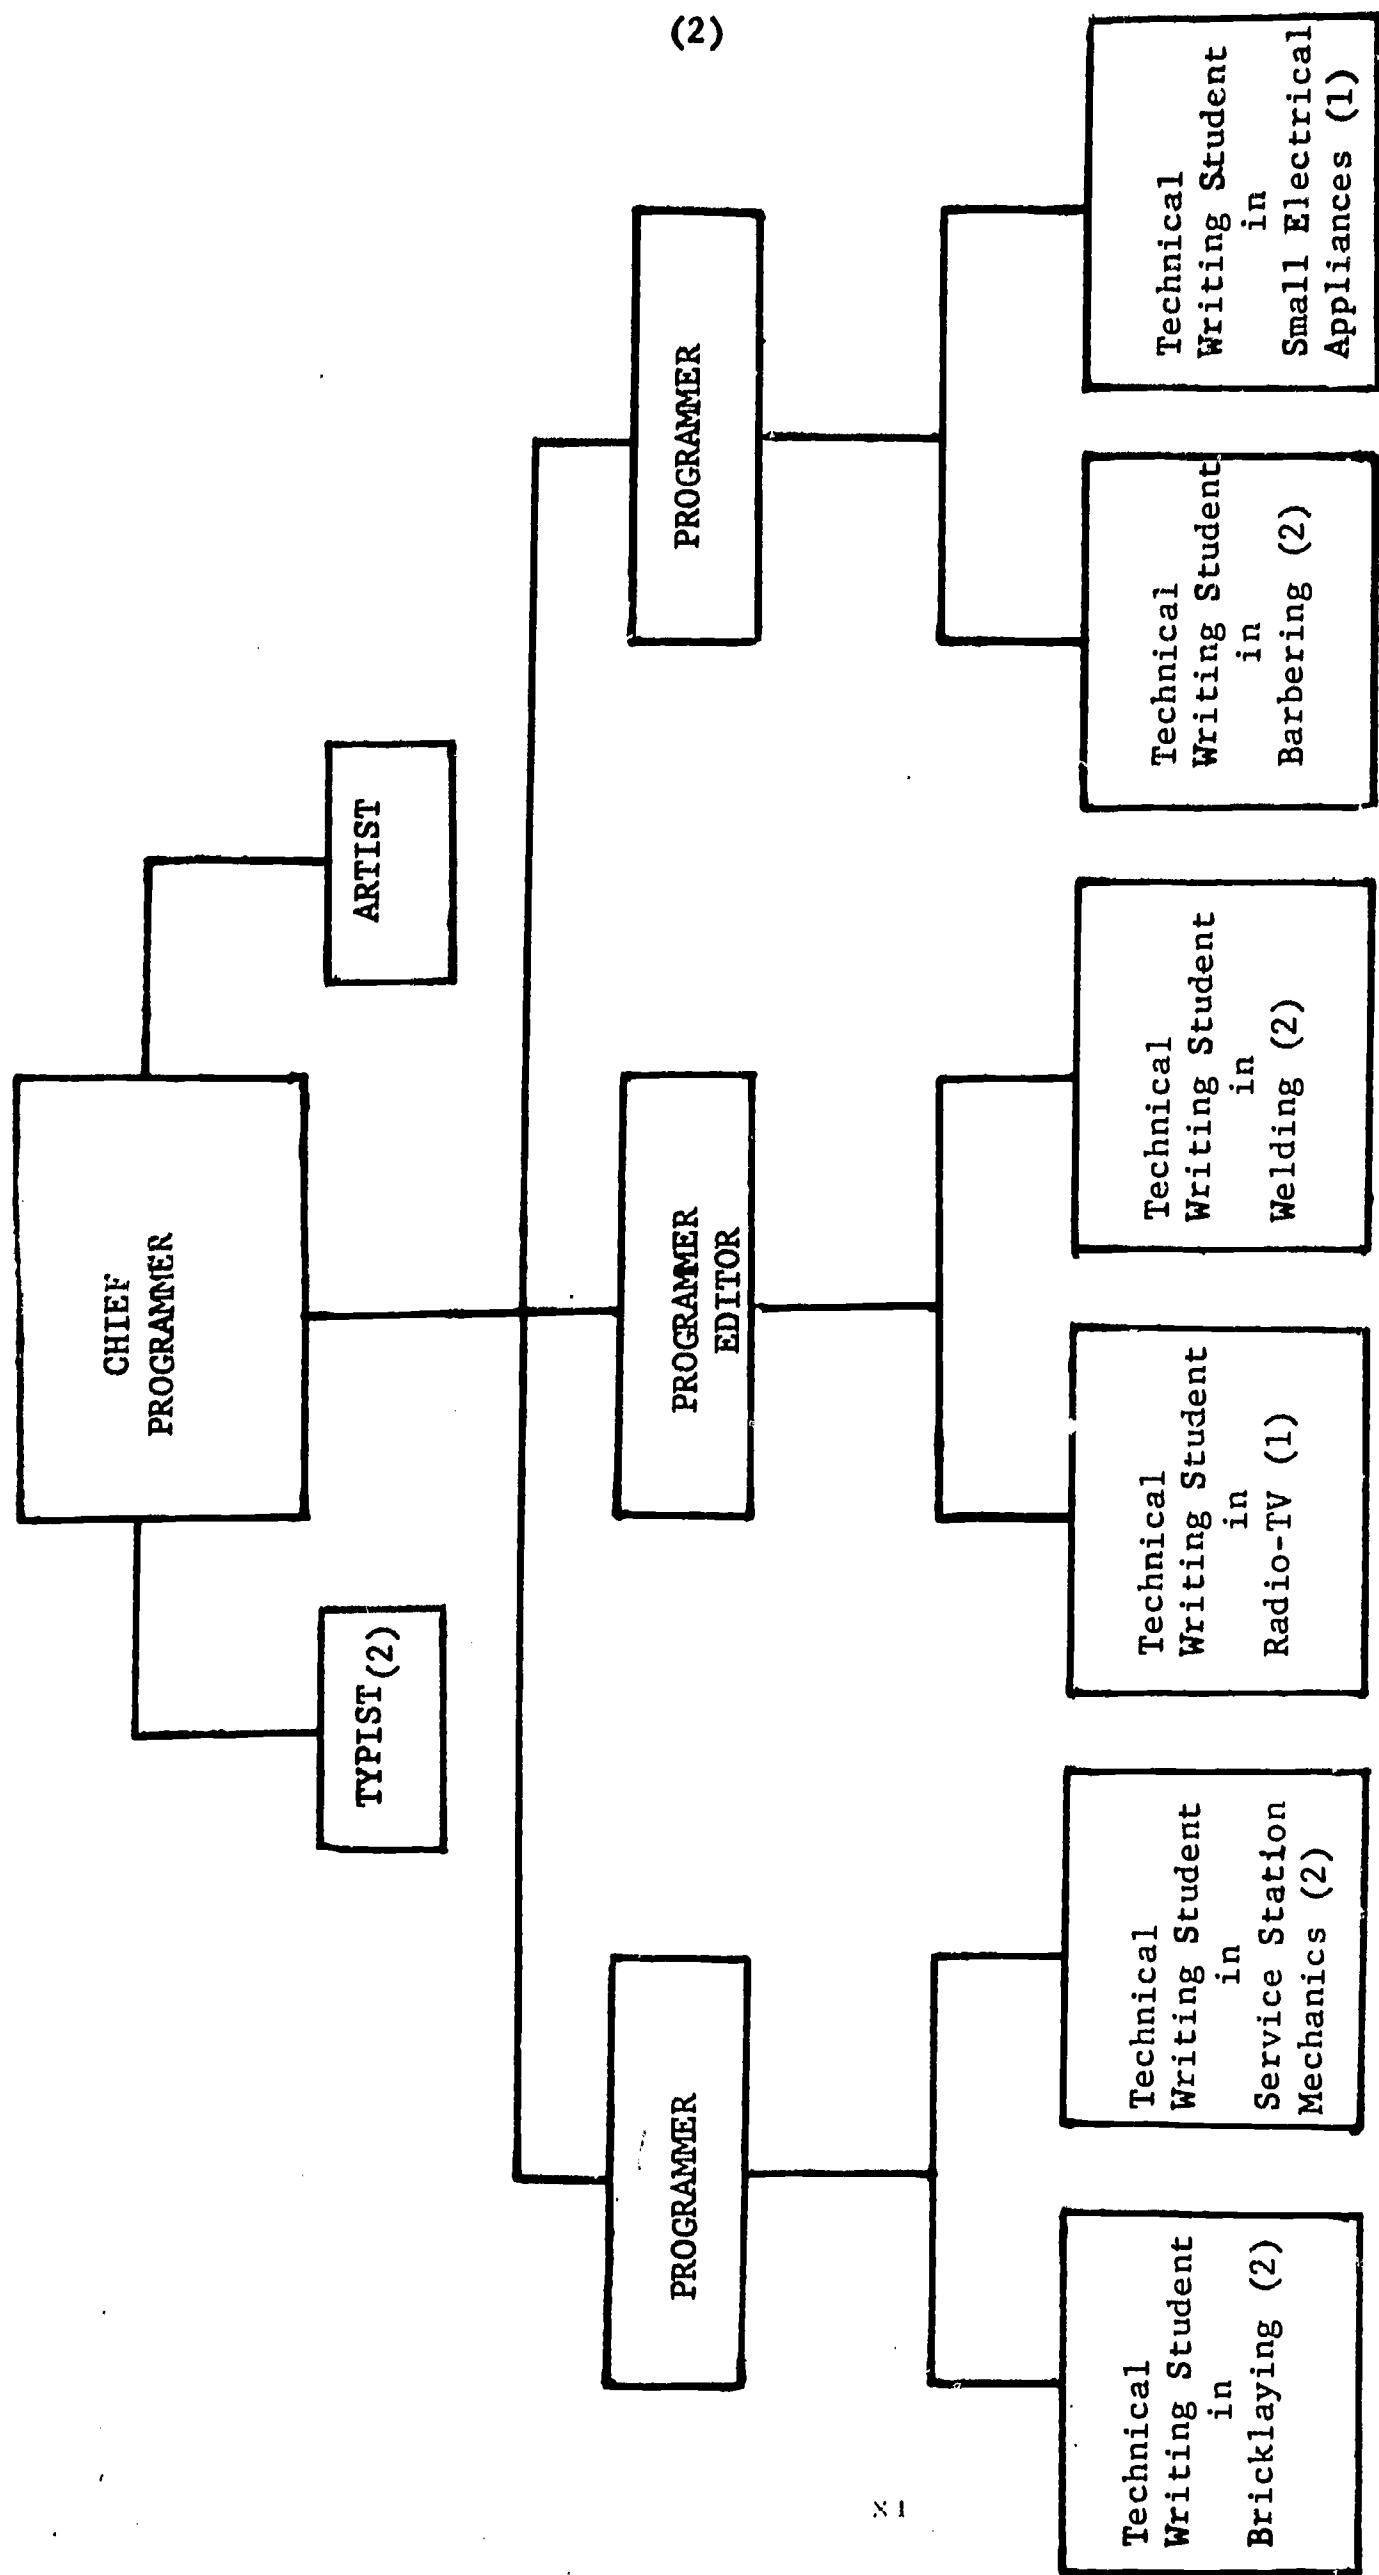 (2)
CHIEF
PROGRAMMER
TYPIST(2)
ARTIST
PROGRAMMER
PROGRAMMER
EDITOR
PROGRAMMER
Technical
Writing Student
in
Bricklaying (2)
Technical
Writing Student
in
Service Station
Mechanics (2)
Technical
Writing Student
in
Radio-TV (1)
Technical
Writing Student
in
Welding (2)
Technical
Writing Student
in
Barbering (2)
Technical
Writing Student
in
Small Electrical
Appliances (1)